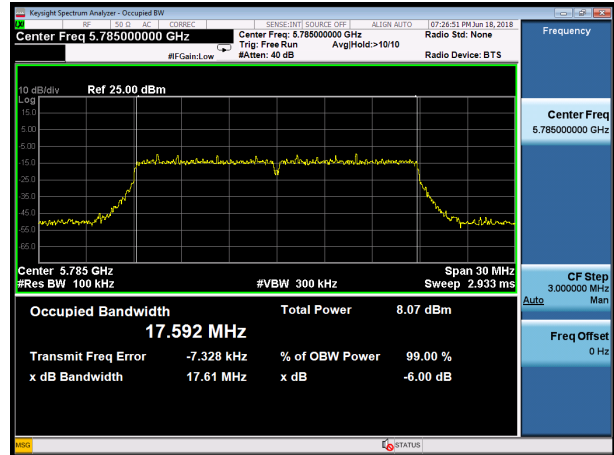 Keysight Spectrum Analyzer - Occupied BW
RF 50 Ω AC CORREC SENSE:INT SOURCE OFF ALIGN AUTO 07:26:51 PM Jun 18, 2018
Center Freq 5.785000000 GHz
Center Freq: 5.785000000 GHz
Radio Std: None
Trig: Free Run Avg|Hold:>10/10
#IFGain:Low #Atten: 40 dB
Radio Device: BTS
Frequency
10 dB/div Ref 25.00 dBm
Log
15.0
5.00
-5.00
-15.0
-25.0
-35.0
-45.0
-55.0
-65.0
Center Freq
5.785000000 GHz
Center 5.785 GHz Span 30 MHz
#Res BW 100 kHz #VBW 300 kHz Sweep 2.933 ms
CF Step
3.000000 MHz
Auto Man
Occupied Bandwidth Total Power 8.07 dBm
17.592 MHz
Transmit Freq Error -7.328 kHz % of OBW Power 99.00 %
x dB Bandwidth 17.61 MHz x dB -6.00 dB
Freq Offset
0 Hz
MSG STATUS